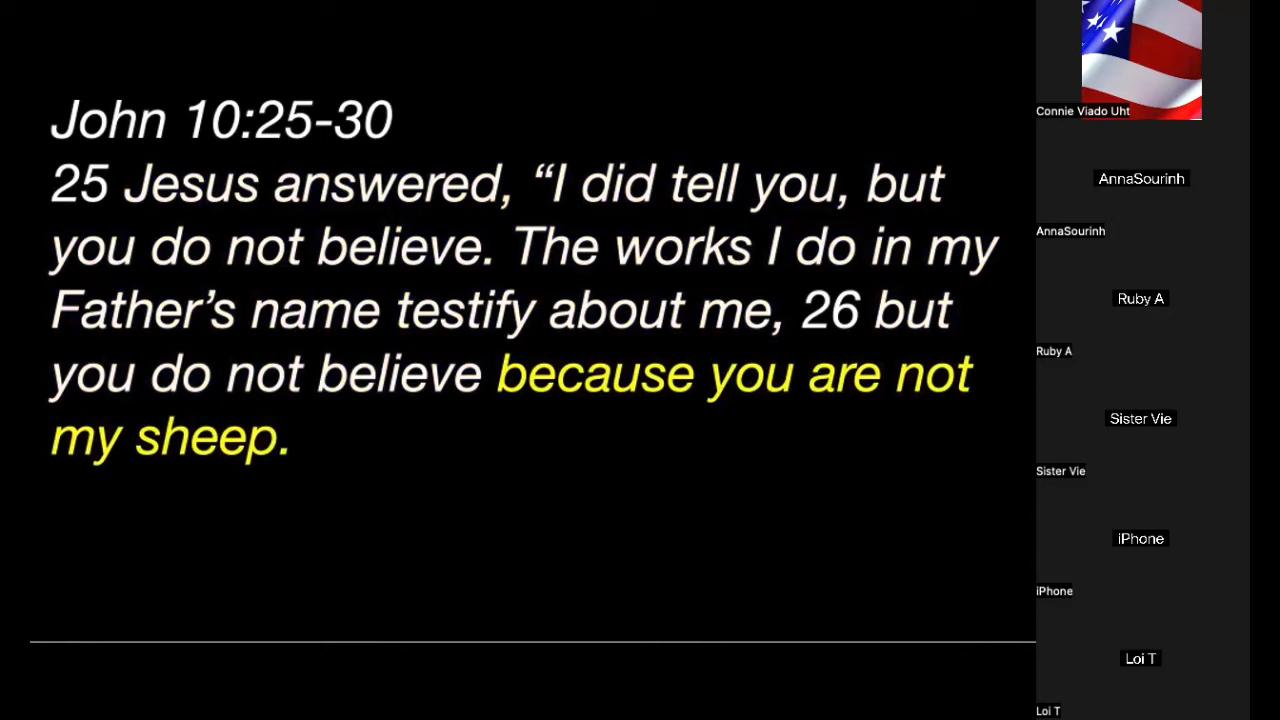 John 10:25-30
25 Jesus answered, “I did tell you, but
you do not believe. The works I do in my
Father’s name testify about me, 26 but
you do not believe because you are not
my sheep.
Connie Viado Uht
AnnaSourinh
AnnaSourinh
Ruby A
Ruby A
Sister Vie
Sister Vie
iPhone
iPhone
Loi T
Loi T